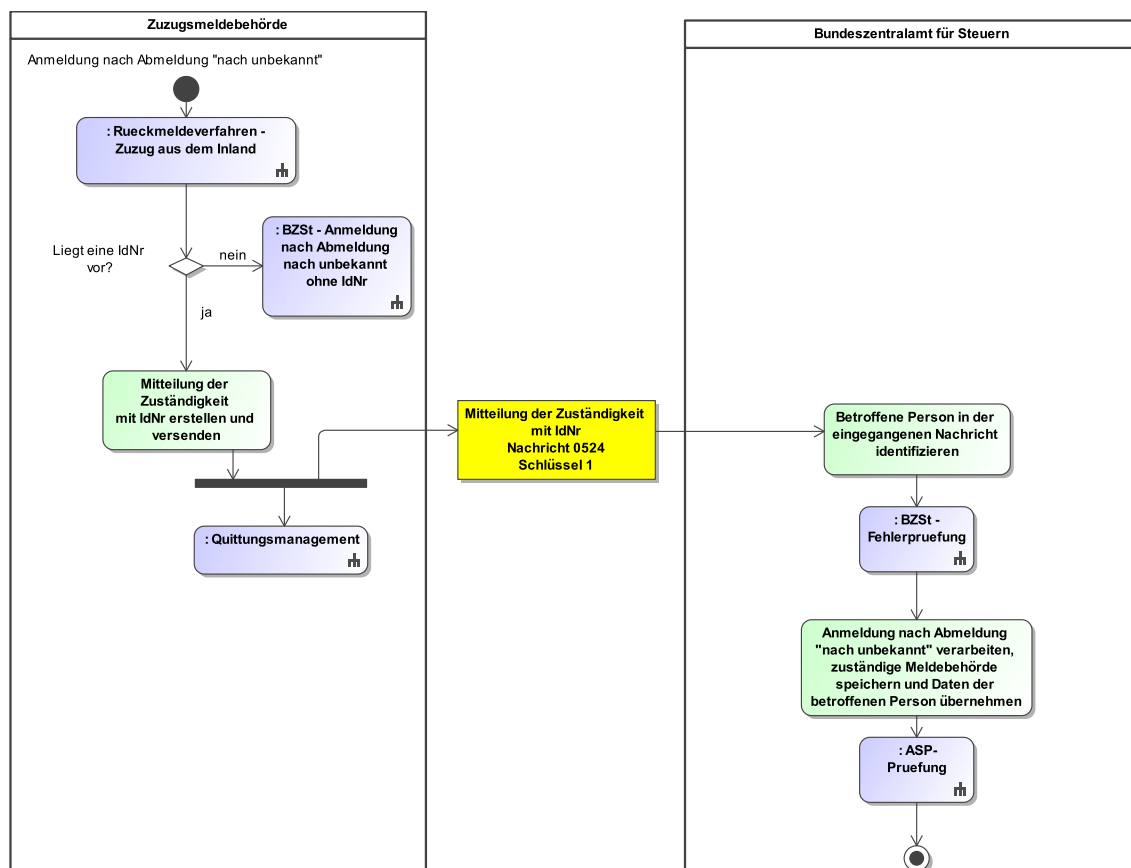 Zuzugsmeldebehörde
Anmeldung nach Abmeldung "nach unbekannt"
: Rueckmeldeverfahren -
Zuzug aus dem Inland
Liegt eine IdNr
vor?
nein
: BZSt - Anmeldung
nach Abmeldung
nach unbekannt
ohne IdNr
ja
Mitteilung der
Zuständigkeit
mit IdNr erstellen und
versenden
: Quittungsmanagement
Mitteilung der Zuständigkeit
mit IdNr
Nachricht 0524
Schlüssel 1
Bundeszentralamt für Steuern
Betroffene Person in der
eingegangenen Nachricht
identifizieren
: BZSt -
Fehlerpruefung
Anmeldung nach Abmeldung
"nach unbekannt" verarbeiten,
zuständige Meldebehörde
speichern und Daten der
betroffenen Person übernehmen
: ASP-
Pruefung